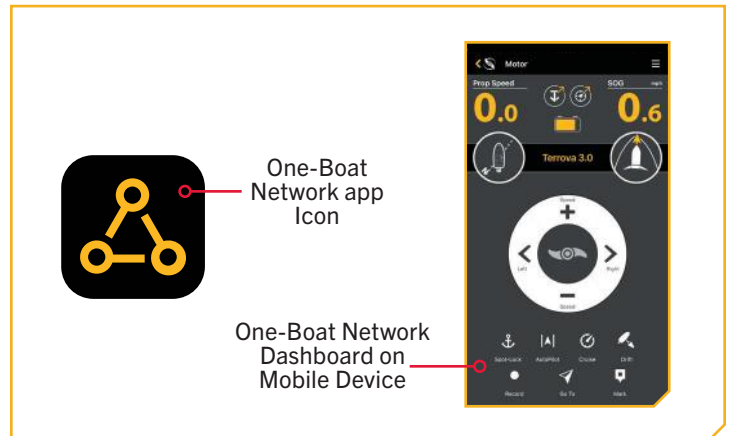 Motor
Prop Speed
SOG mph
0.0
0.6
Terrova 3.0
Speed
Left
Right
Speed
Spot-Lock AutoPilot Cruise Drift
Record Go To Mark
One-Boat
Network app
Icon
One-Boat Network
Dashboard on
Mobile Device